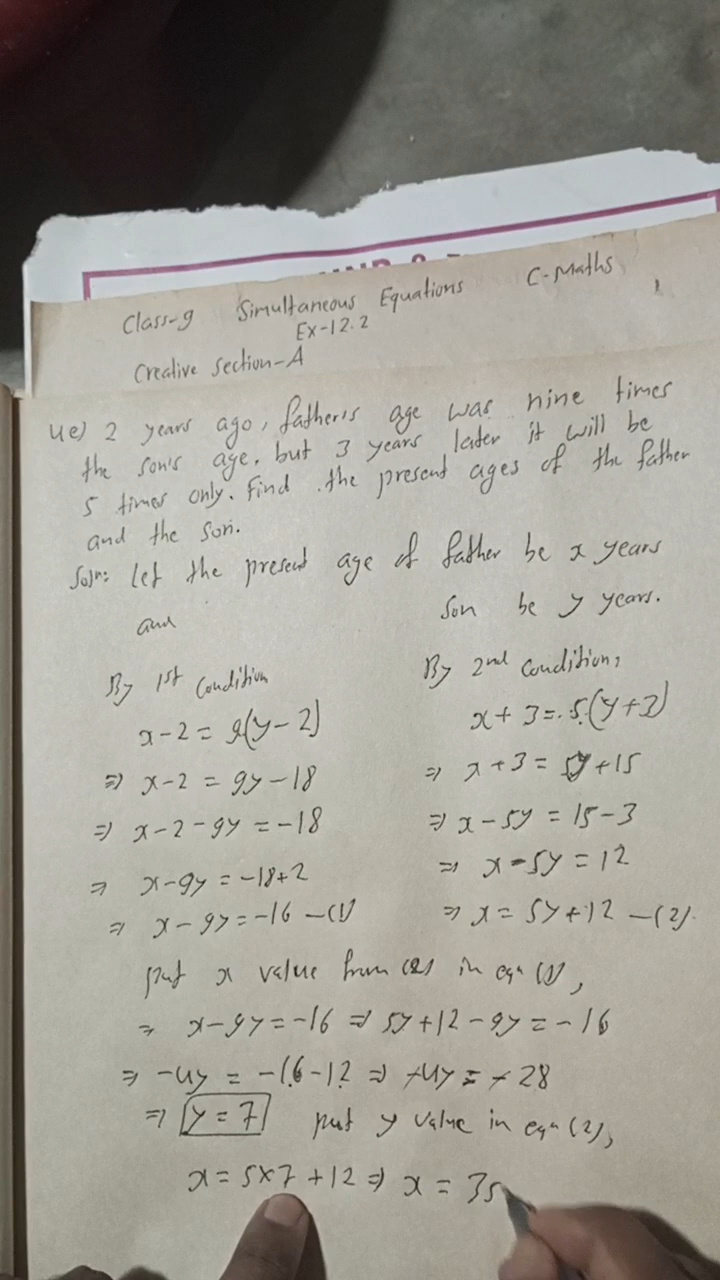 Class-9 Simultaneous Equations C-Maths
Ex-12.2
Creative section-A
4e) 2 years ago, father's age was nine times
the son's age. but 3 years later it will be
5 times only. Find the present ages of the father
and the son.
Soln: let the present age of father be x years
and son be y years.
By 1st Condition
x-2 = 9(y-2)
⇒ x-2 = 9y-18
⇒ x-2-9y = -18
⇒ x-9y = -18+2
⇒ x-9y = -16 -(1)
By 2nd Condition,
x+3 = 5(y+3)
⇒ x+3 = 5y+15
⇒ x-5y = 15-3
⇒ x-5y = 12
⇒ x = 5y+12 -(2).
put x value from (2) in eqn (1),
⇒ x-9y = -16 ⇒ 5y+12-9y = -16
⇒ -4y = -16-12 ⇒ -4y = -28
⇒ y = 7 put y value in eqn (2),
x = 5x7 +12 ⇒ x = 35